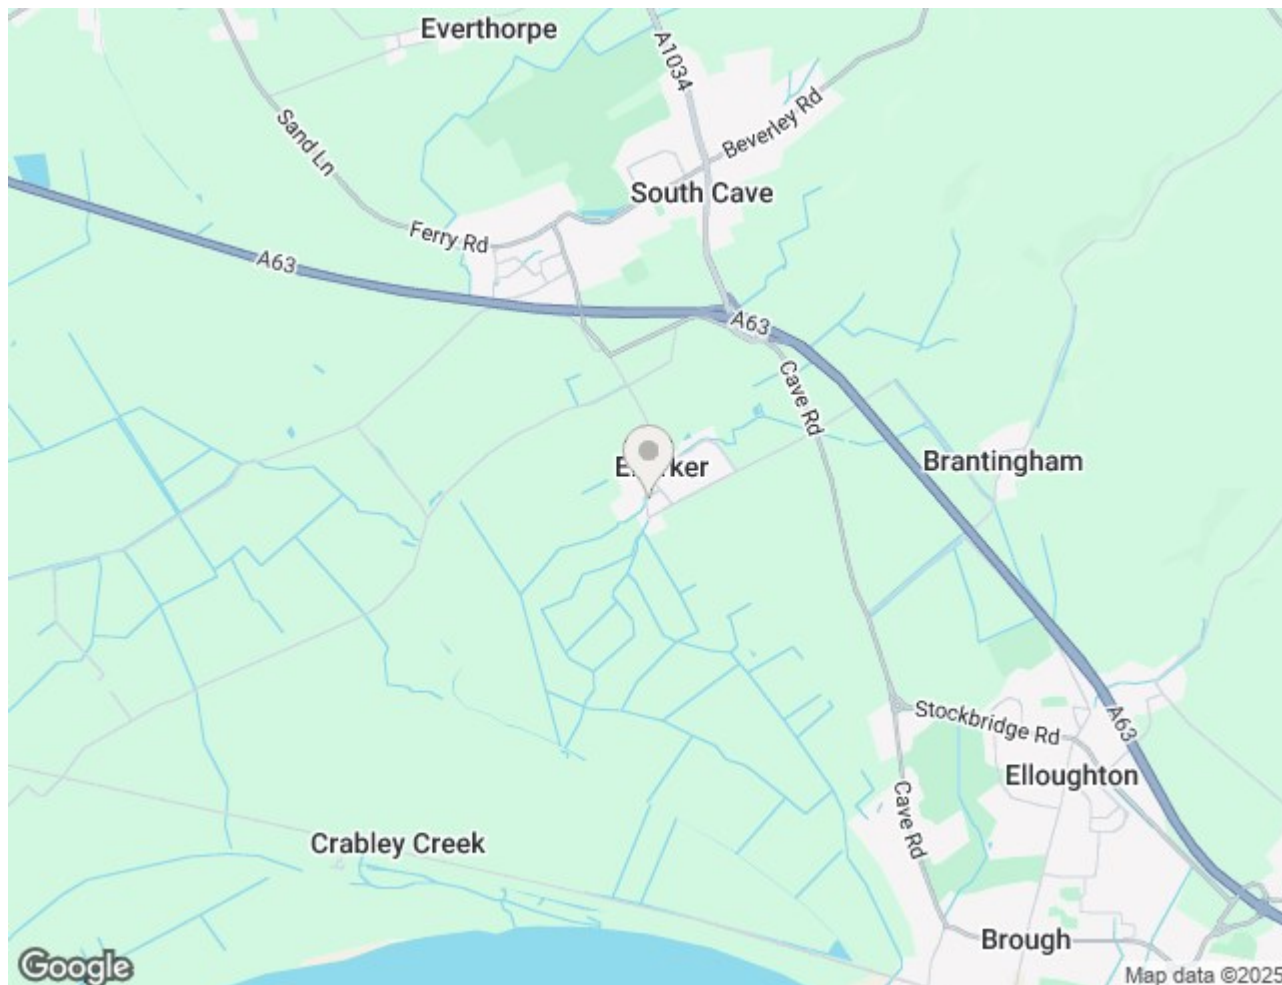 Everthorpe
A1034
Beverley Rd
Sand Ln
South Cave
Ferry Rd
A63
A63
Cave Rd
Brantingham
Stockbridge Rd
A63
Elloughton
Cave Rd
Crabley Creek
Brough
Google
Map data ©2025